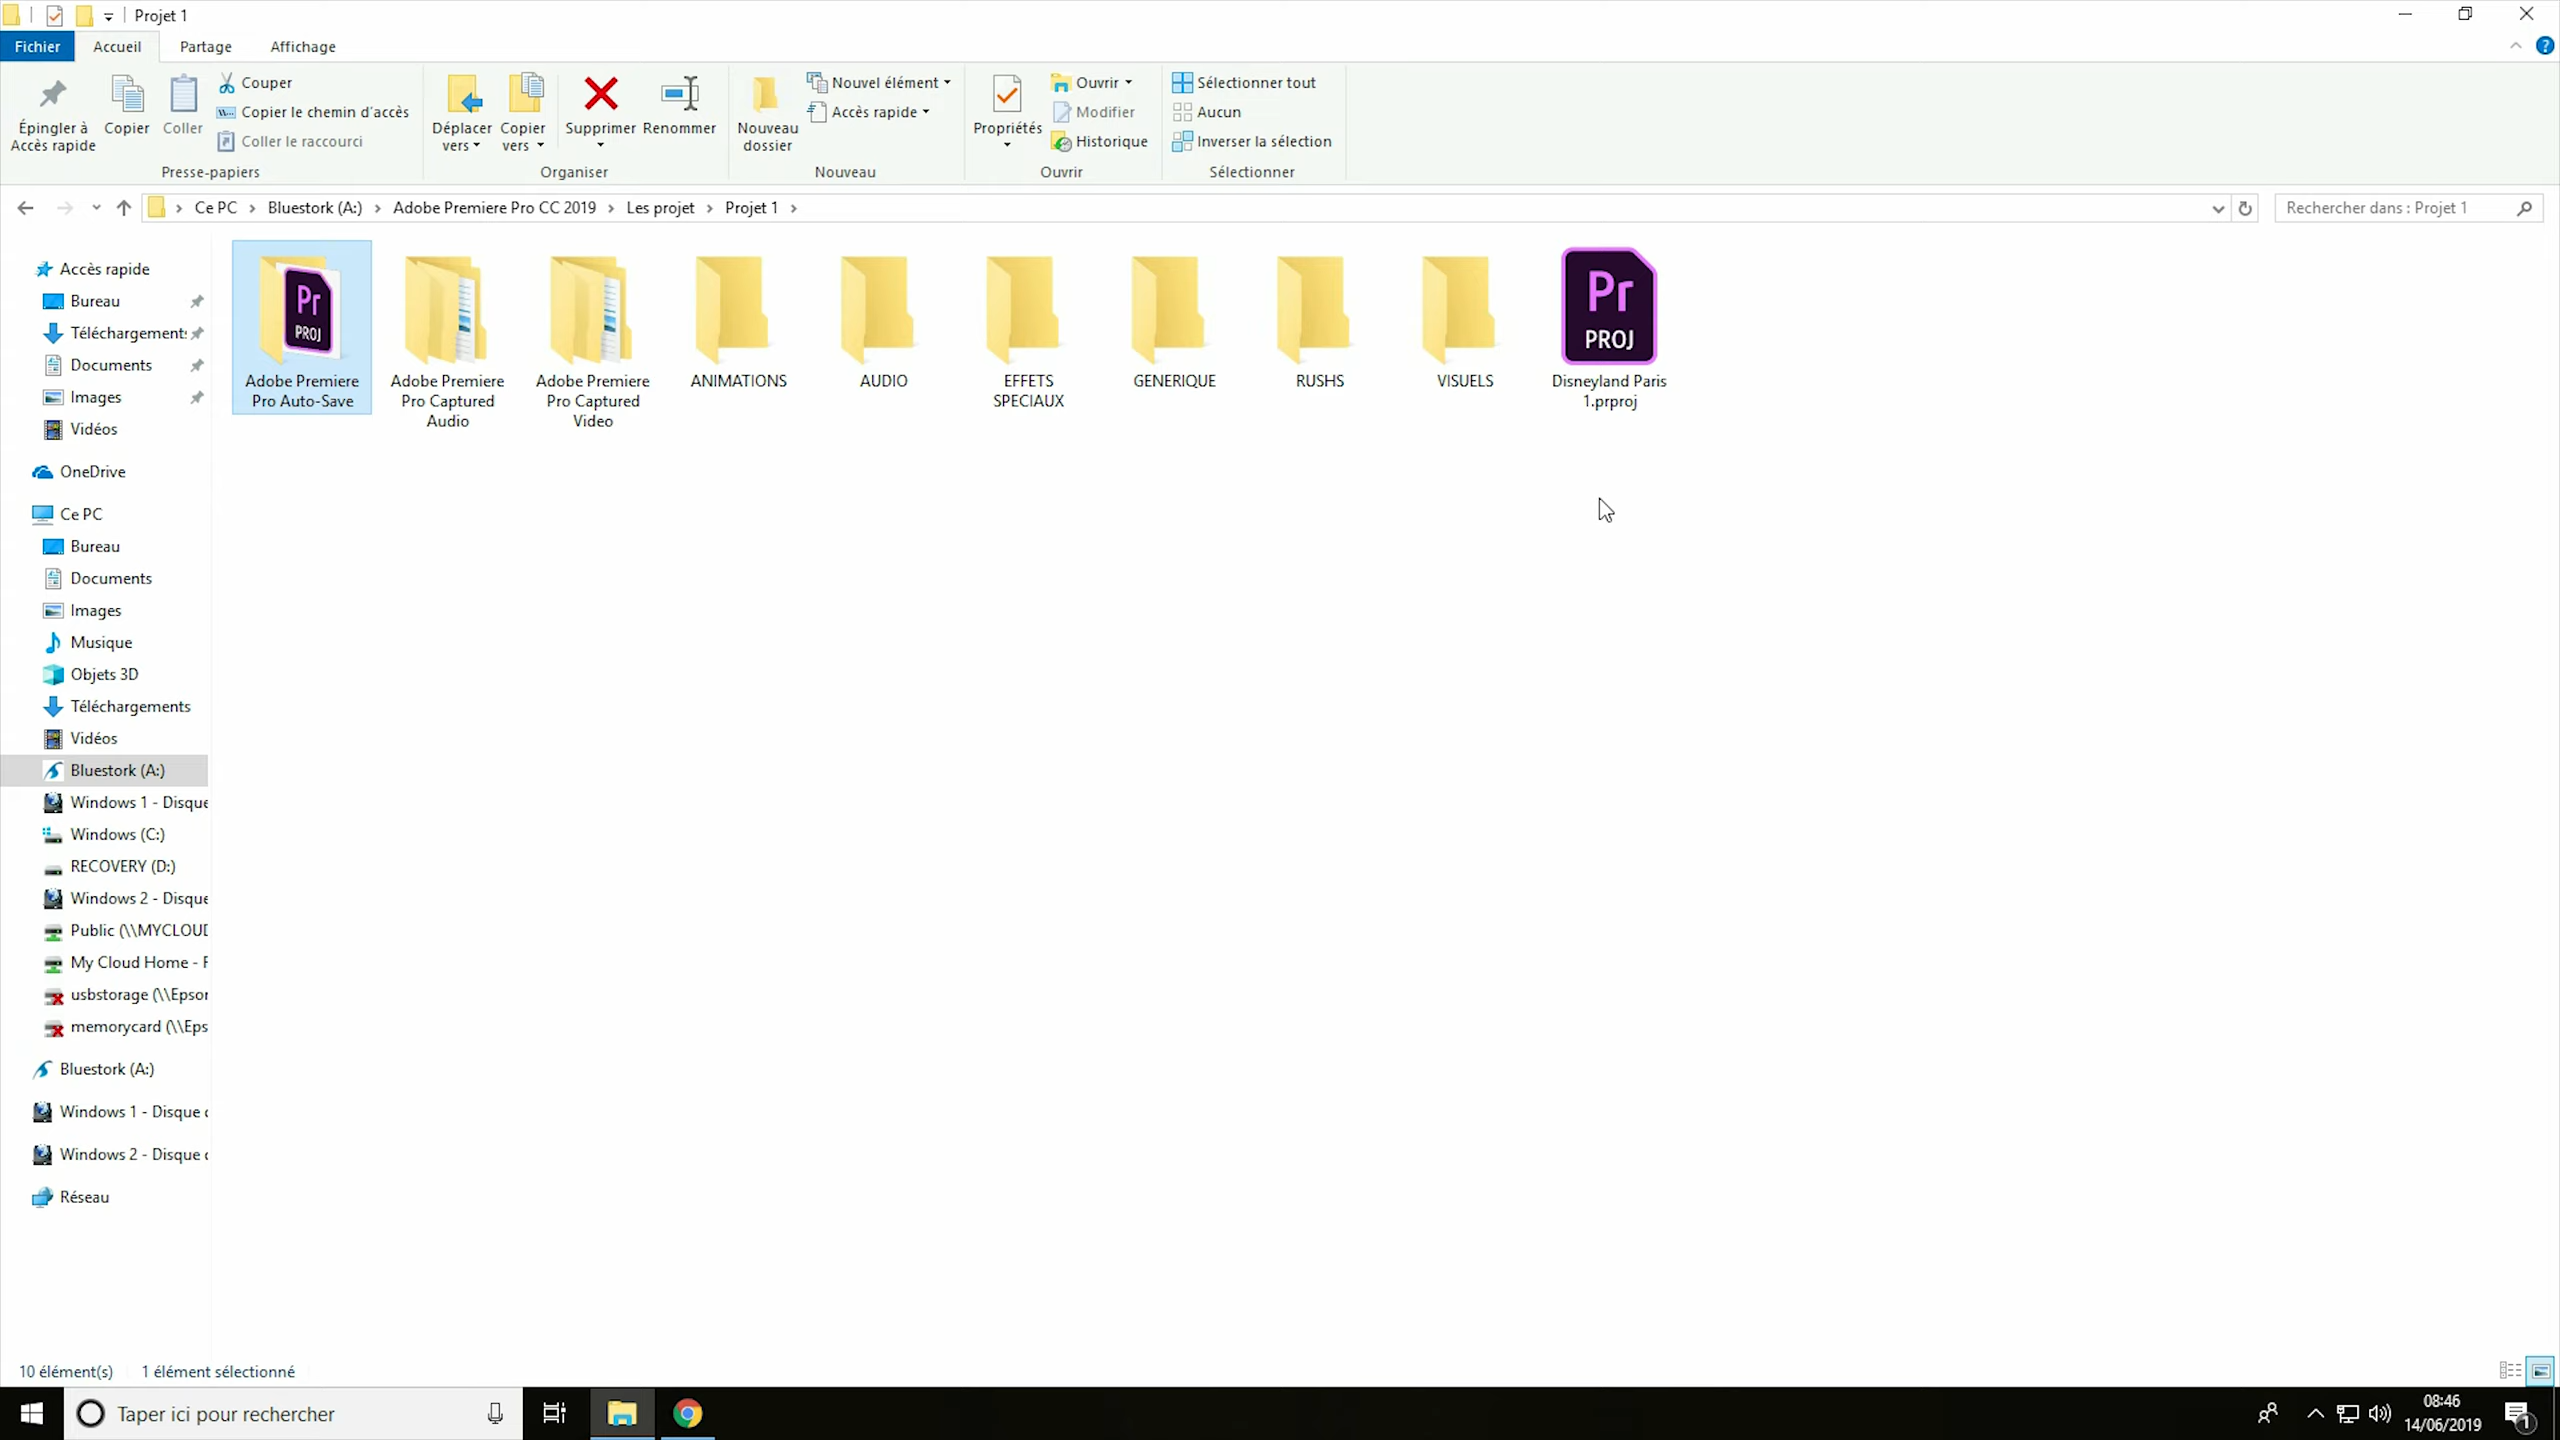 Projet 1
Fichier Accueil Partage Affichage
Épingler à
Accès rapide
Copier
Coller
Couper
Copier le chemin d'accès
Coller le raccourci
Presse-papiers
Déplacer
vers
Copier
vers
Supprimer
Renommer
Organiser
Nouveau
dossier
Nouvel élément
Accès rapide
Nouveau
Propriétés
Ouvrir
Modifier
Historique
Ouvrir
Sélectionner tout
Aucun
Inverser la sélection
Sélectionner
Ce PC > Bluestork (A:) > Adobe Premiere Pro CC 2019 > Les projet > Projet 1 >
Rechercher dans : Projet 1
Accès rapide
Bureau
Téléchargement
Documents
Images
Vidéos
OneDrive
Ce PC
Bureau
Documents
Images
Musique
Objets 3D
Téléchargements
Vidéos
Bluestork (A:)
Windows 1 - Disque
Windows (C:)
RECOVERY (D:)
Windows 2 - Disque
Public (\\MYCLOUD
My Cloud Home -
usbstorage (\\Epson
memorycard (\\Eps
Bluestork (A:)
Windows 1 - Disque
Windows 2 - Disque
Réseau
Pr
PROJ
Adobe Premiere
Pro Auto-Save
Adobe Premiere
Pro Captured
Audio
Adobe Premiere
Pro Captured
Video
ANIMATIONS
AUDIO
EFFETS
SPECIAUX
GENERIQUE
RUSHS
VISUELS
Pr
PROJ
Disneyland Paris
1.prproj
10 élément(s) 1 élément sélectionné
Taper ici pour rechercher
08:46
14/06/2019
1